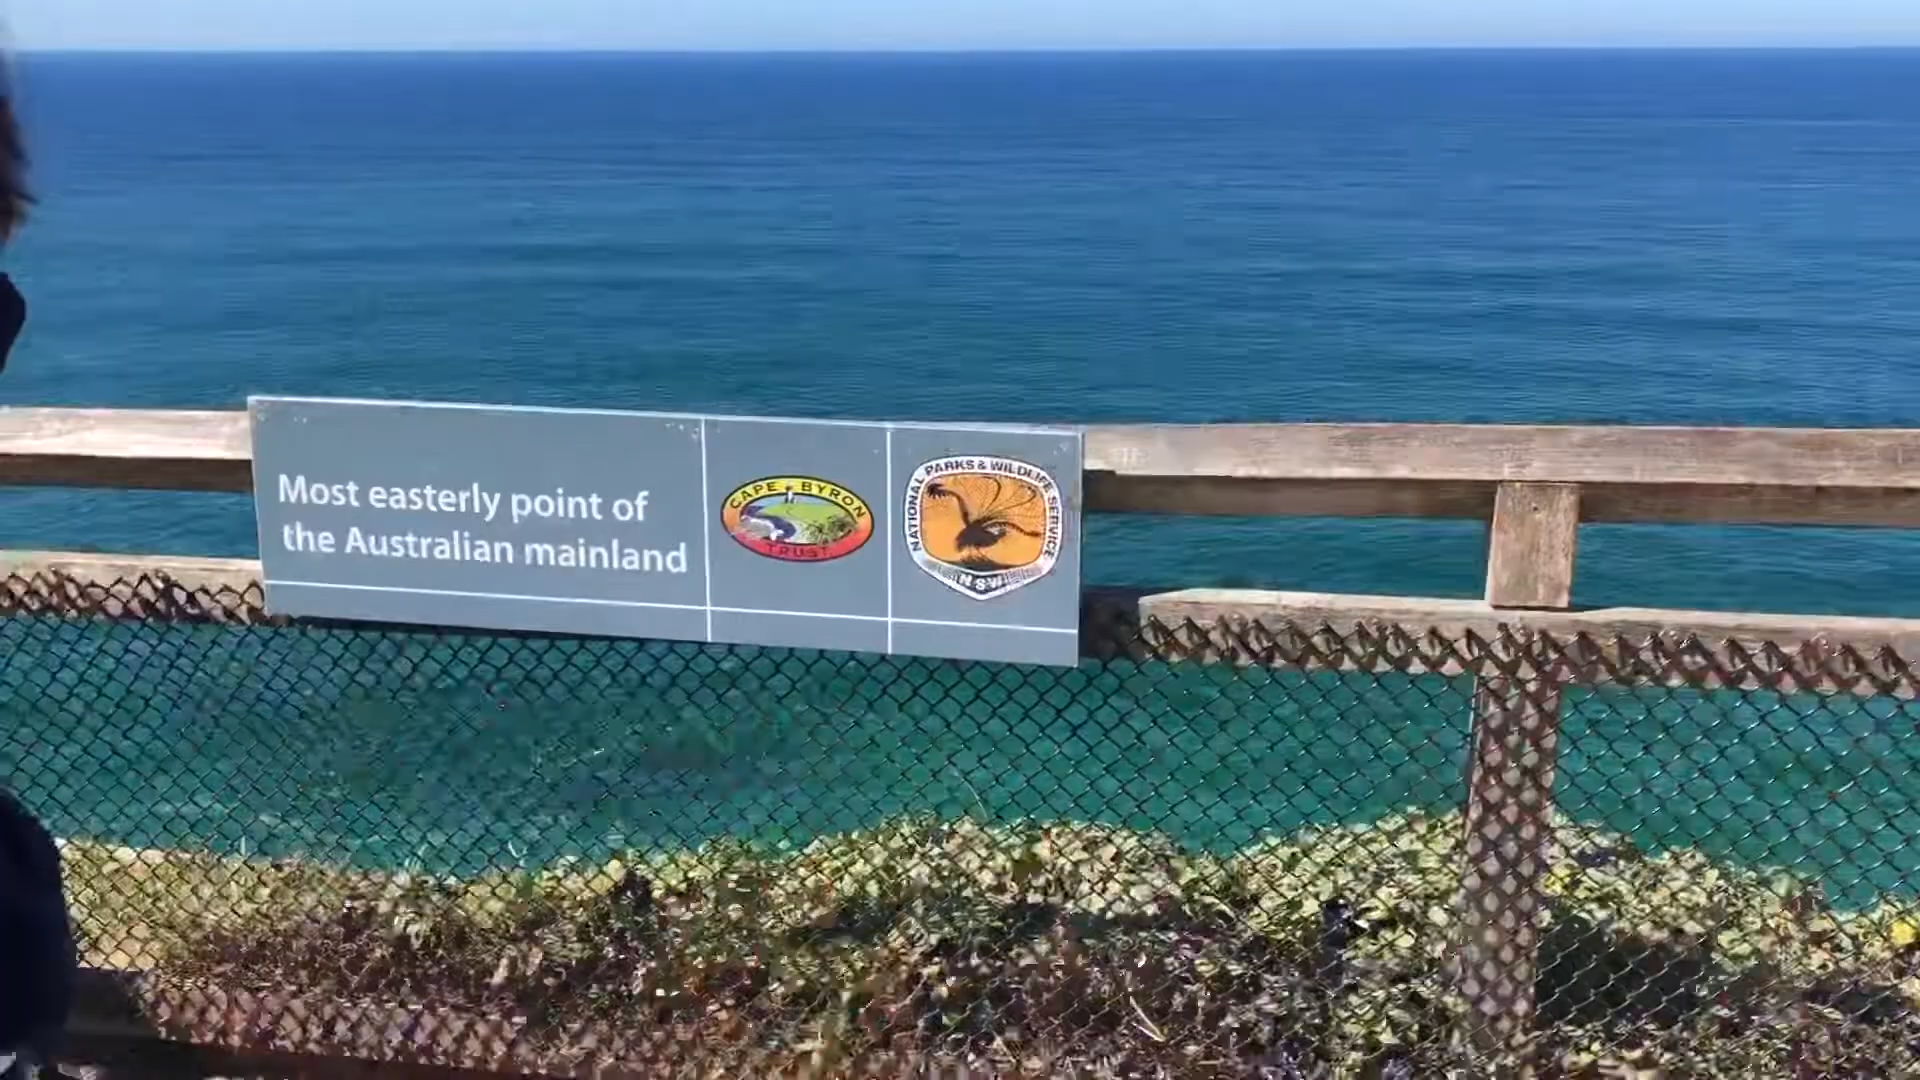 Most easterly point of
the Australian mainland
CAPE BYRON
TRUST
NATIONAL PARKS & WILDLIFE SERVICE
NSW